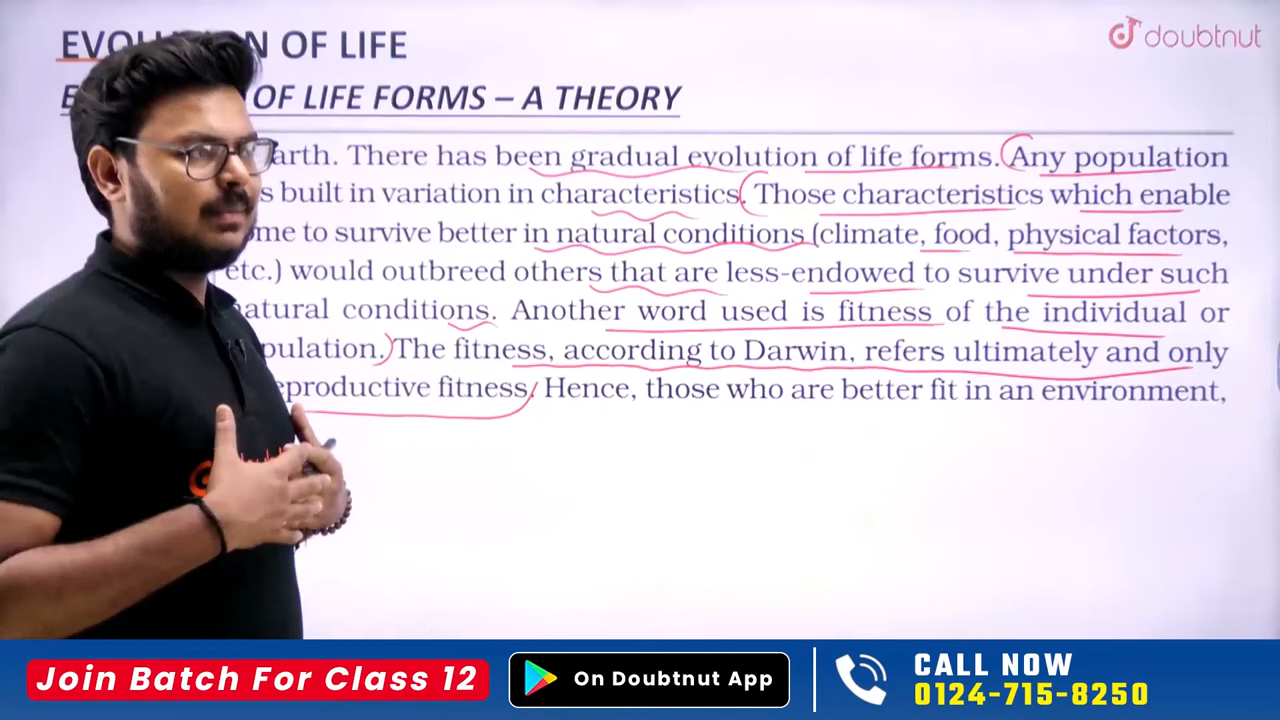 EVOLUTION OF LIFE
doubtnut
OF LIFE FORMS – A THEORY
arth. There has been gradual evolution of life forms. Any population
s built in variation in characteristics. Those characteristics which enable
me to survive better in natural conditions (climate, food, physical factors,
etc.) would outbreed others that are less-endowed to survive under such
natural conditions. Another word used is fitness of the individual or
pulation. The fitness, according to Darwin, refers ultimately and only
eproductive fitness. Hence, those who are better fit in an environment,
Join Batch For Class 12
On Doubtnut App
CALL NOW
0124-715-8250